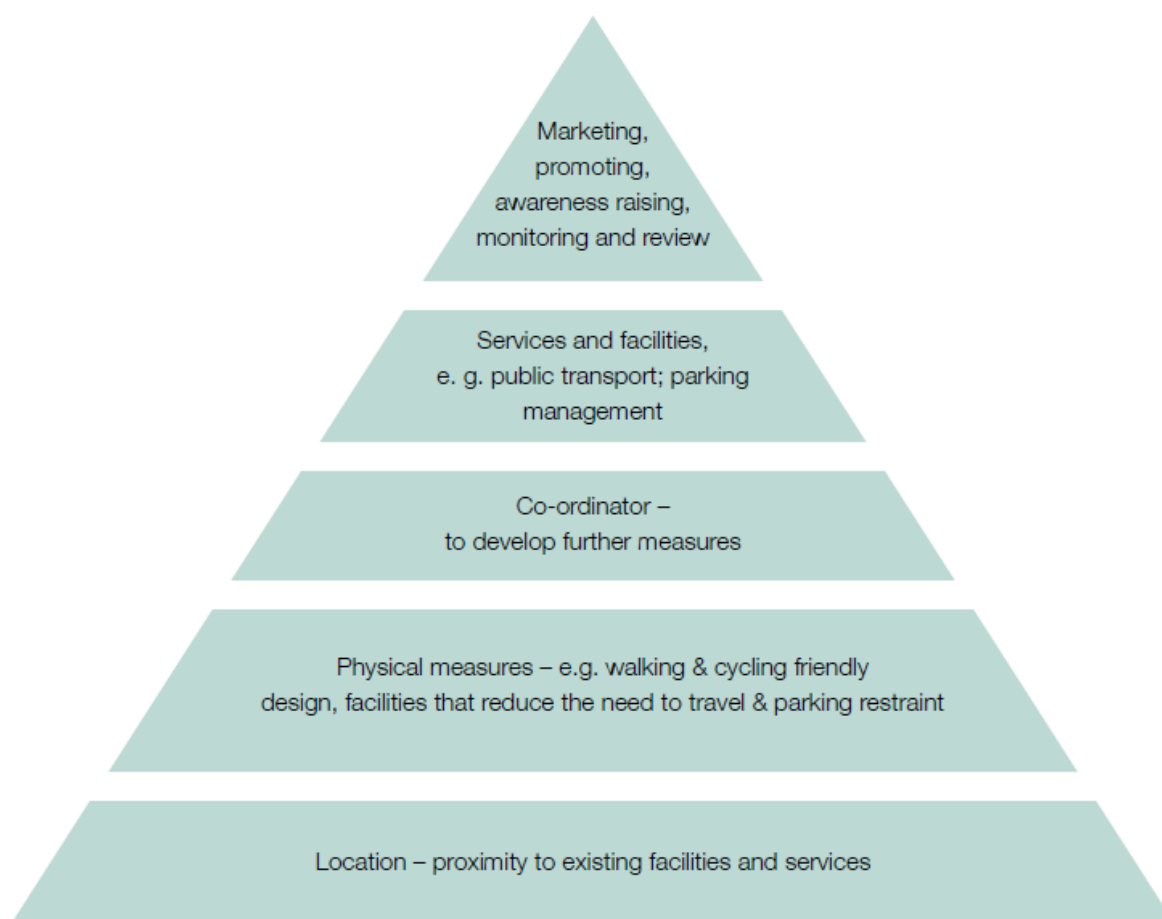 Marketing,
promoting,
awareness raising,
monitoring and review
Services and facilities,
e. g. public transport; parking
management
Co-ordinator –
to develop further measures
Physical measures – e.g. walking & cycling friendly
design, facilities that reduce the need to travel & parking restraint
Location – proximity to existing facilities and services